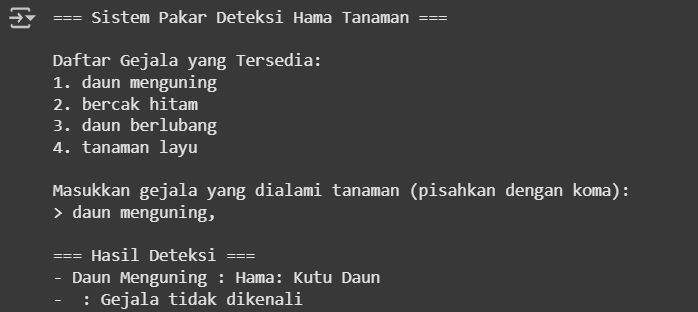 === Sistem Pakar Deteksi Hama Tanaman ===
Daftar Gejala yang Tersedia:
1. daun menguning
2. bercak hitam
3. daun berlubang
4. tanaman layu
Masukkan gejala yang dialami tanaman (pisahkan dengan koma):
> daun menguning,
=== Hasil Deteksi ===
- Daun Menguning : Hama: Kutu Daun
-  : Gejala tidak dikenali